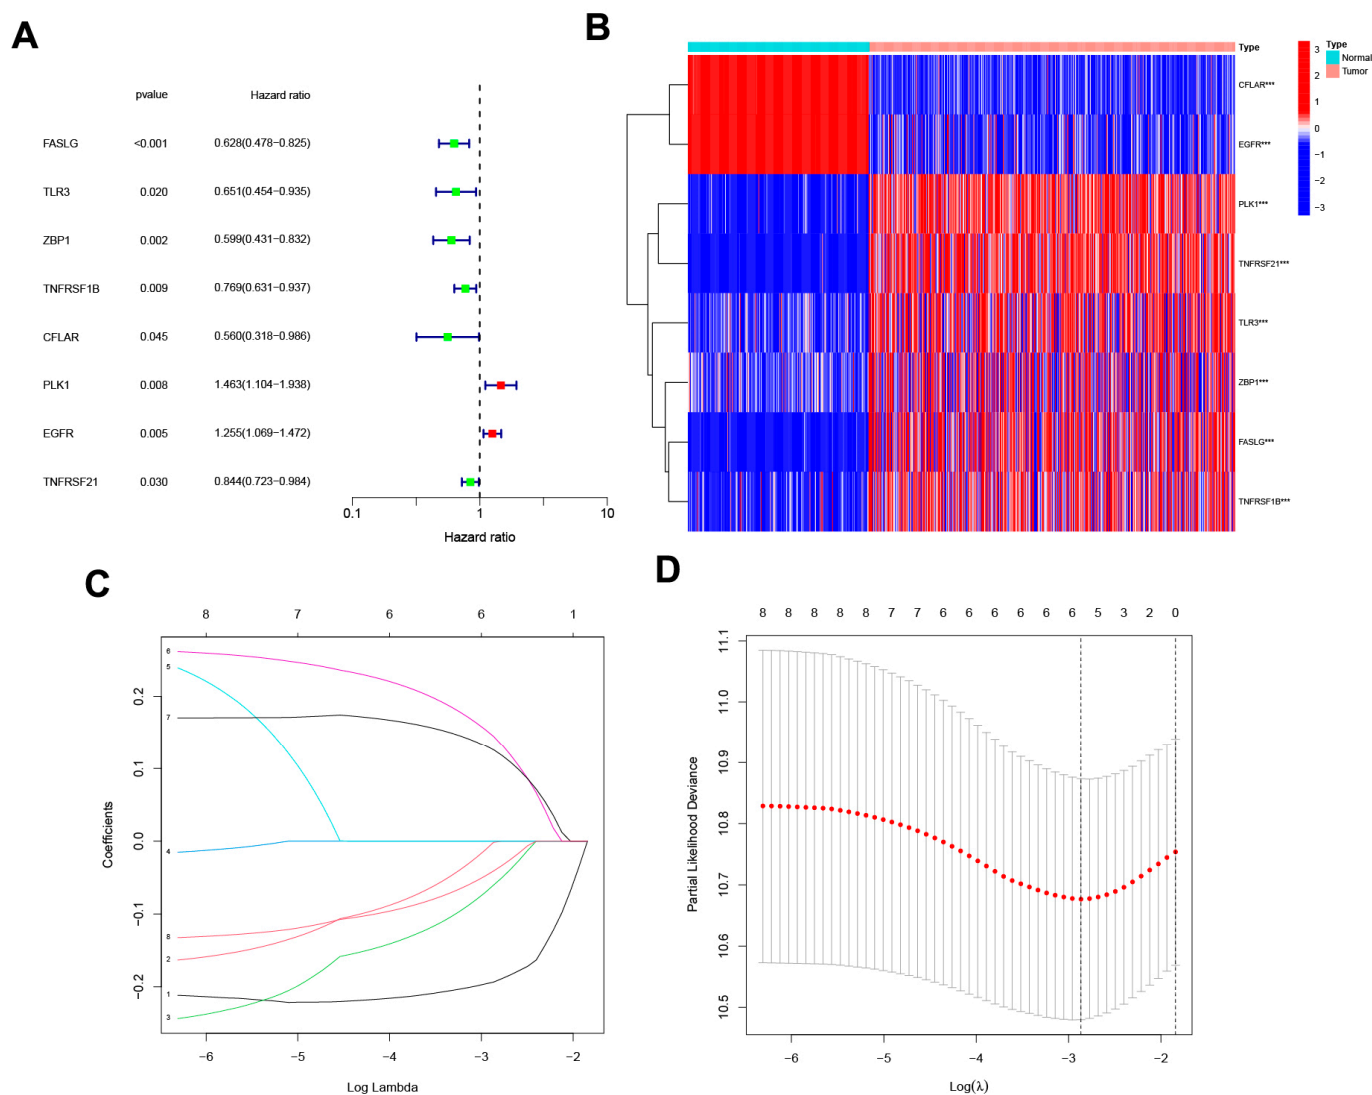 A
pvalue Hazard ratio
FASLG <0.001 0.628(0.478−0.825)
TLR3 0.020 0.651(0.454−0.935)
ZBP1 0.002 0.599(0.431−0.832)
TNFRSF1B 0.009 0.769(0.631−0.937)
CFLAR 0.045 0.560(0.318−0.986)
PLK1 0.008 1.463(1.104−1.938)
EGFR 0.005 1.255(1.069−1.472)
TNFRSF21 0.030 0.844(0.723−0.984)
0.1 1 10
Hazard ratio
B
Type
CFLAR***
EGFR***
PLK1***
TNFRSF21***
TLR3***
ZBP1***
FASLG***
TNFRSF1B***
3
2
1
0
−1
−2
−3
Type
Normal
Tumor
C
8 7 6 6 1
0.2
0.1
0.0
−0.1
−0.2
Coefficients
6
5
7
4
8
2
1
3
−6 −5 −4 −3 −2
Log Lambda
D
8 8 8 8 8 7 7 6 6 6 6 6 6 5 3 2 0
11.1
11.0
10.9
10.8
10.7
10.6
10.5
Partial Likelihood Deviance
−6 −5 −4 −3 −2
Log(λ)